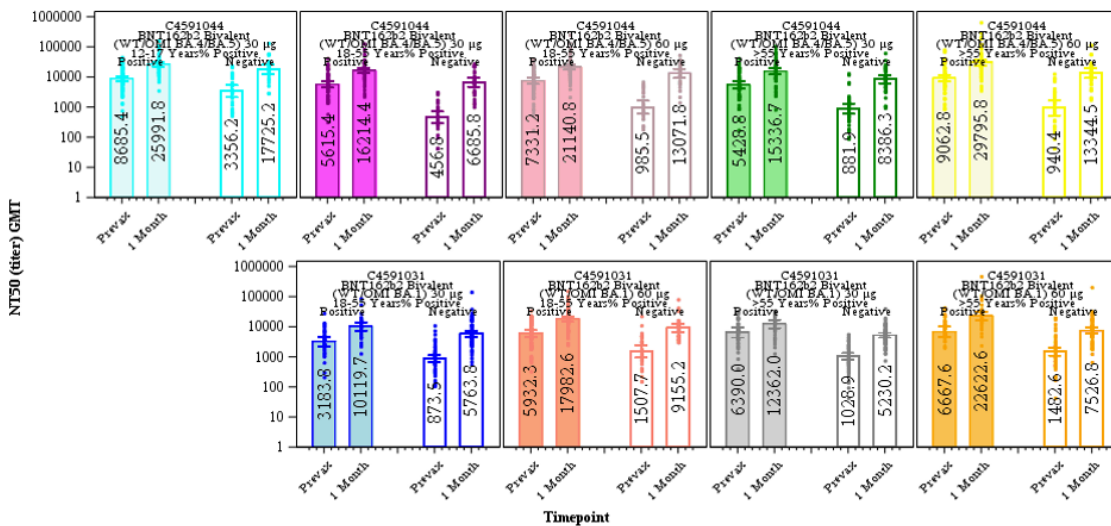 C4591044
BNT162b2 Bivalent
(WT/OMI BA.4/BA.5) 30 µg
12-17 Years% Positive
Positive Negative
C4591044
BNT162b2 Bivalent
(WT/OMI BA.4/BA.5) 30 µg
18-55 Years% Positive
Positive Negative
C4591044
BNT162b2 Bivalent
(WT/OMI BA.4/BA.5) 60 µg
18-55 Years% Positive
Positive Negative
C4591044
BNT162b2 Bivalent
(WT/OMI BA.4/BA.5) 30 µg
>55 Years% Positive
Positive Negative
C4591044
BNT162b2 Bivalent
(WT/OMI BA.4/BA.5) 60 µg
>55 Years% Positive
Positive Negative
1000000
100000
10000
1000
100
10
1
8685.4 25991.8 3356.2 17725.2
5615.4 16214.4 456.8 6685.8
7331.2 21140.8 985.5 13071.8
5428.8 15336.7 881.9 8386.3
9062.8 29795.8 940.4 13344.5
Prevax 1 Month Prevax 1 Month
Prevax 1 Month Prevax 1 Month
Prevax 1 Month Prevax 1 Month
Prevax 1 Month Prevax 1 Month
Prevax 1 Month Prevax 1 Month
NT50 (titer) GMT
C4591031
BNT162b2 Bivalent
(WT/OMI BA.1) 30 µg
18-55 Years% Positive
Positive Negative
C4591031
BNT162b2 Bivalent
(WT/OMI BA.1) 60 µg
18-55 Years% Positive
Positive Negative
C4591031
BNT162b2 Bivalent
(WT/OMI BA.1) 30 µg
>55 Years% Positive
Positive Negative
C4591031
BNT162b2 Bivalent
(WT/OMI BA.1) 60 µg
>55 Years% Positive
Positive Negative
1000000
100000
10000
1000
100
10
1
3183.8 10119.7 873.5 5763.8
5932.3 17982.6 1507.7 9155.2
6390.0 12362.0 1028.9 5230.2
6667.6 22622.6 1482.6 7526.8
Prevax 1 Month Prevax 1 Month
Prevax 1 Month Prevax 1 Month
Prevax 1 Month Prevax 1 Month
Prevax 1 Month Prevax 1 Month
Timepoint